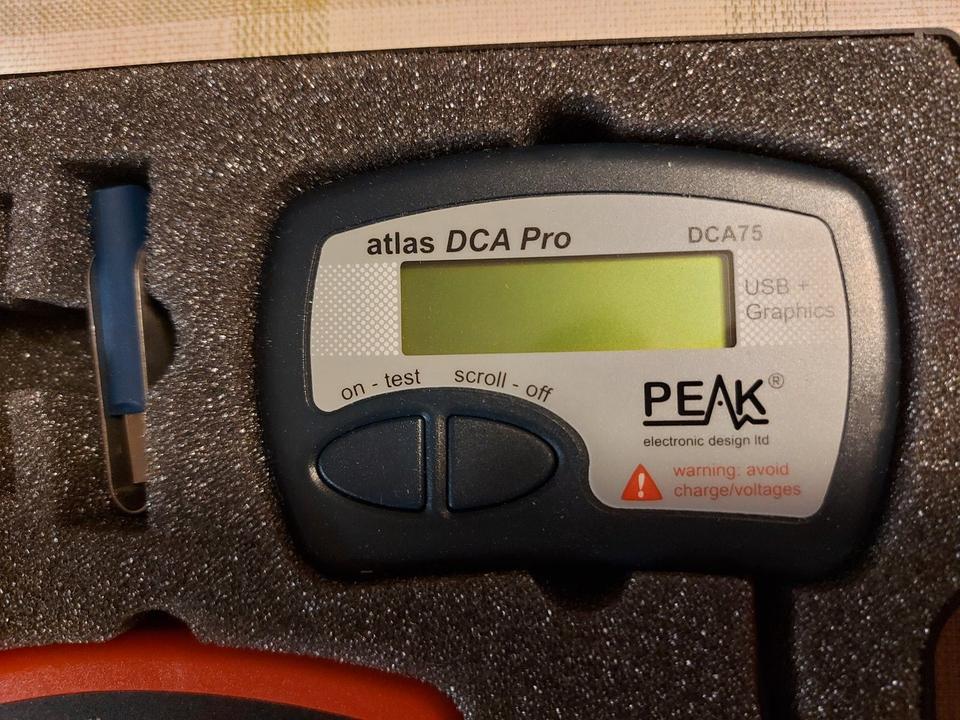 atlas DCA Pro
DCA75
USB +
Graphics
on - test
scroll - off
PEAK®
electronic design ltd
warning: avoid
charge/voltages